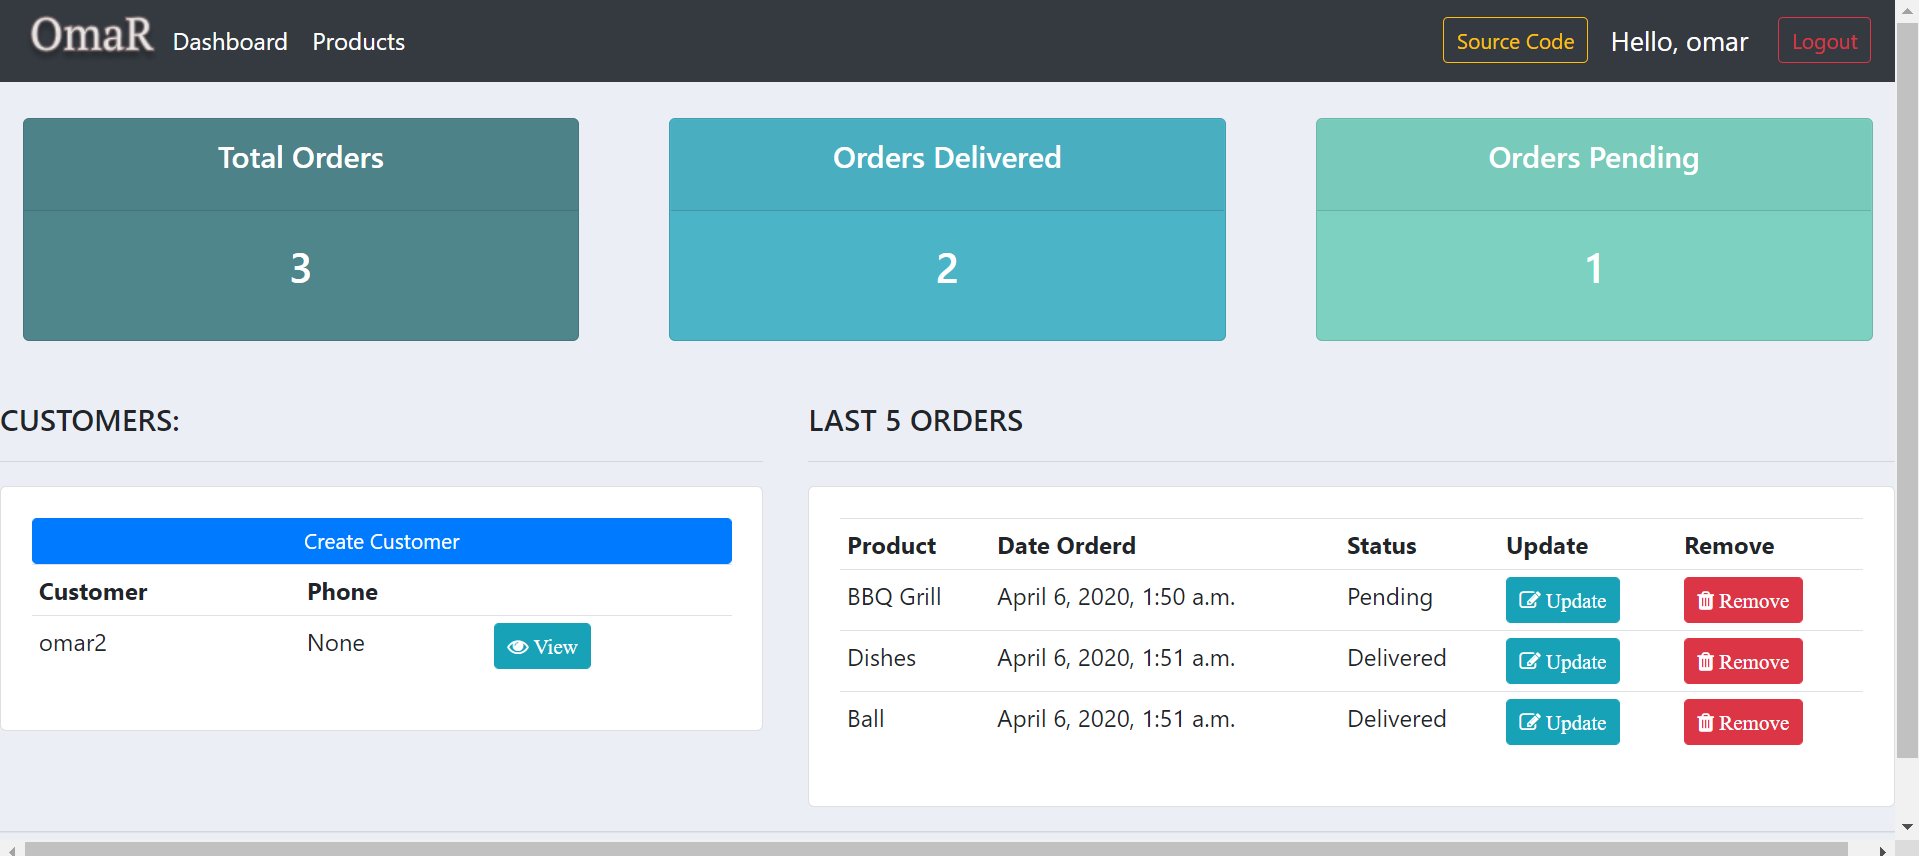 OmaR Dashboard Products Source Code Hello, omar Logout
Total Orders Orders Delivered Orders Pending
3 2 1
CUSTOMERS:
Create Customer
Customer Phone
omar2 None View
LAST 5 ORDERS
Product Date Orderd Status Update Remove
BBQ Grill April 6, 2020, 1:50 a.m. Pending Update Remove
Dishes April 6, 2020, 1:51 a.m. Delivered Update Remove
Ball April 6, 2020, 1:51 a.m. Delivered Update Remove